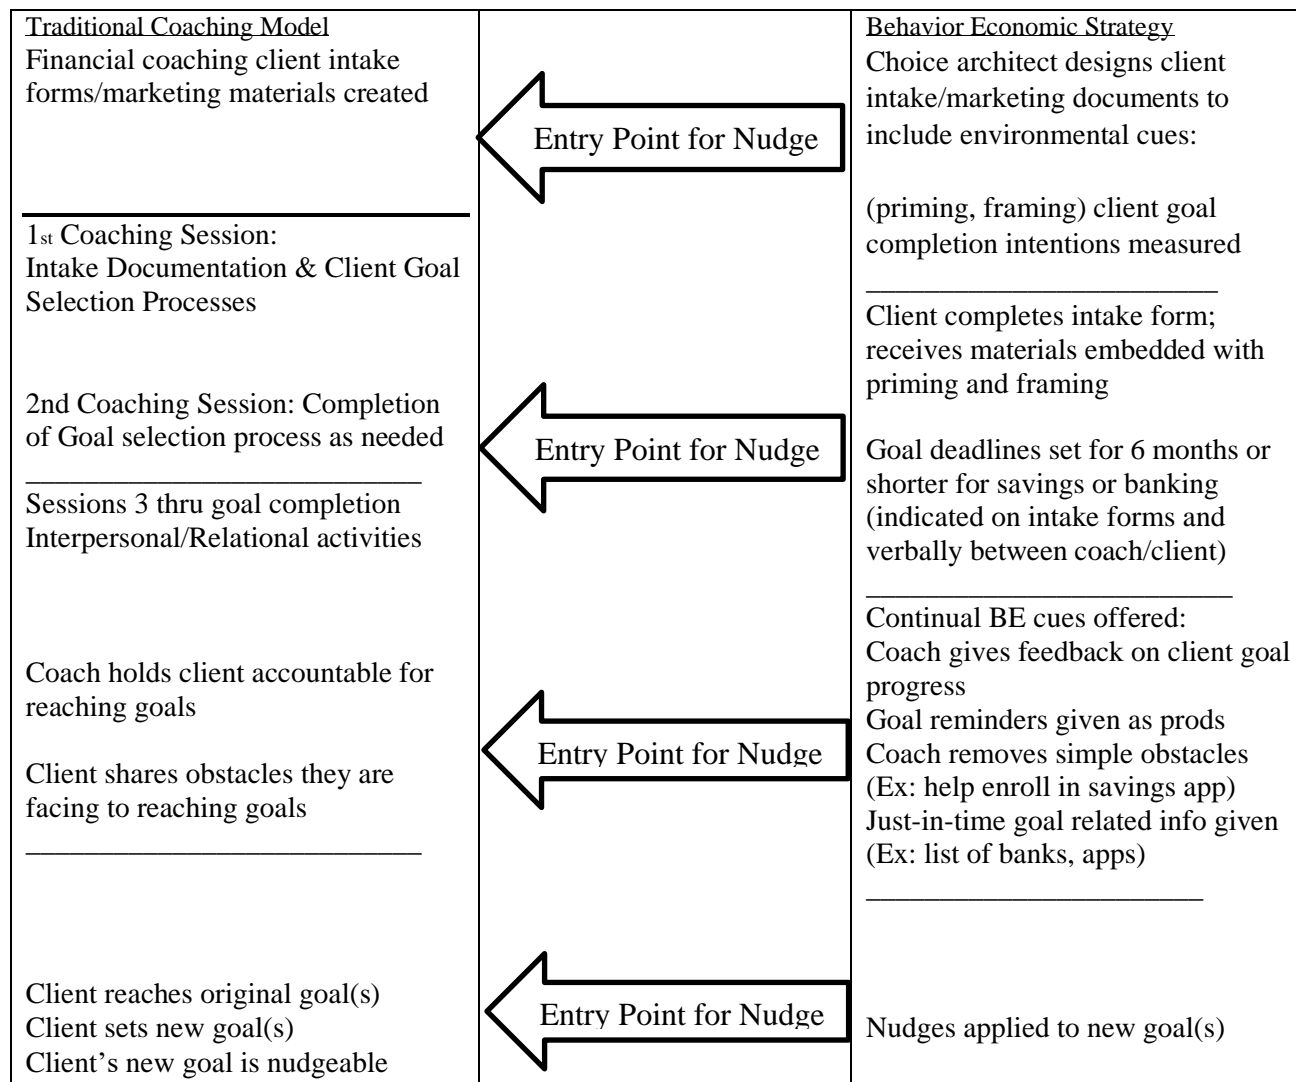 Traditional Coaching Model
Financial coaching client intake
forms/marketing materials created
1st Coaching Session:
Intake Documentation & Client Goal
Selection Processes
2nd Coaching Session: Completion
of Goal selection process as needed
Sessions 3 thru goal completion
Interpersonal/Relational activities
Coach holds client accountable for
reaching goals
Client shares obstacles they are
facing to reaching goals
Client reaches original goal(s)
Client sets new goal(s)
Client’s new goal is nudgeable
Entry Point for Nudge
Entry Point for Nudge
Entry Point for Nudge
Entry Point for Nudge
Behavior Economic Strategy
Choice architect designs client
intake/marketing documents to
include environmental cues:
(priming, framing) client goal
completion intentions measured
Client completes intake form;
receives materials embedded with
priming and framing
Goal deadlines set for 6 months or
shorter for savings or banking
(indicated on intake forms and
verbally between coach/client)
Continual BE cues offered:
Coach gives feedback on client goal
progress
Goal reminders given as prods
Coach removes simple obstacles
(Ex: help enroll in savings app)
Just-in-time goal related info given
(Ex: list of banks, apps)
Nudges applied to new goal(s)